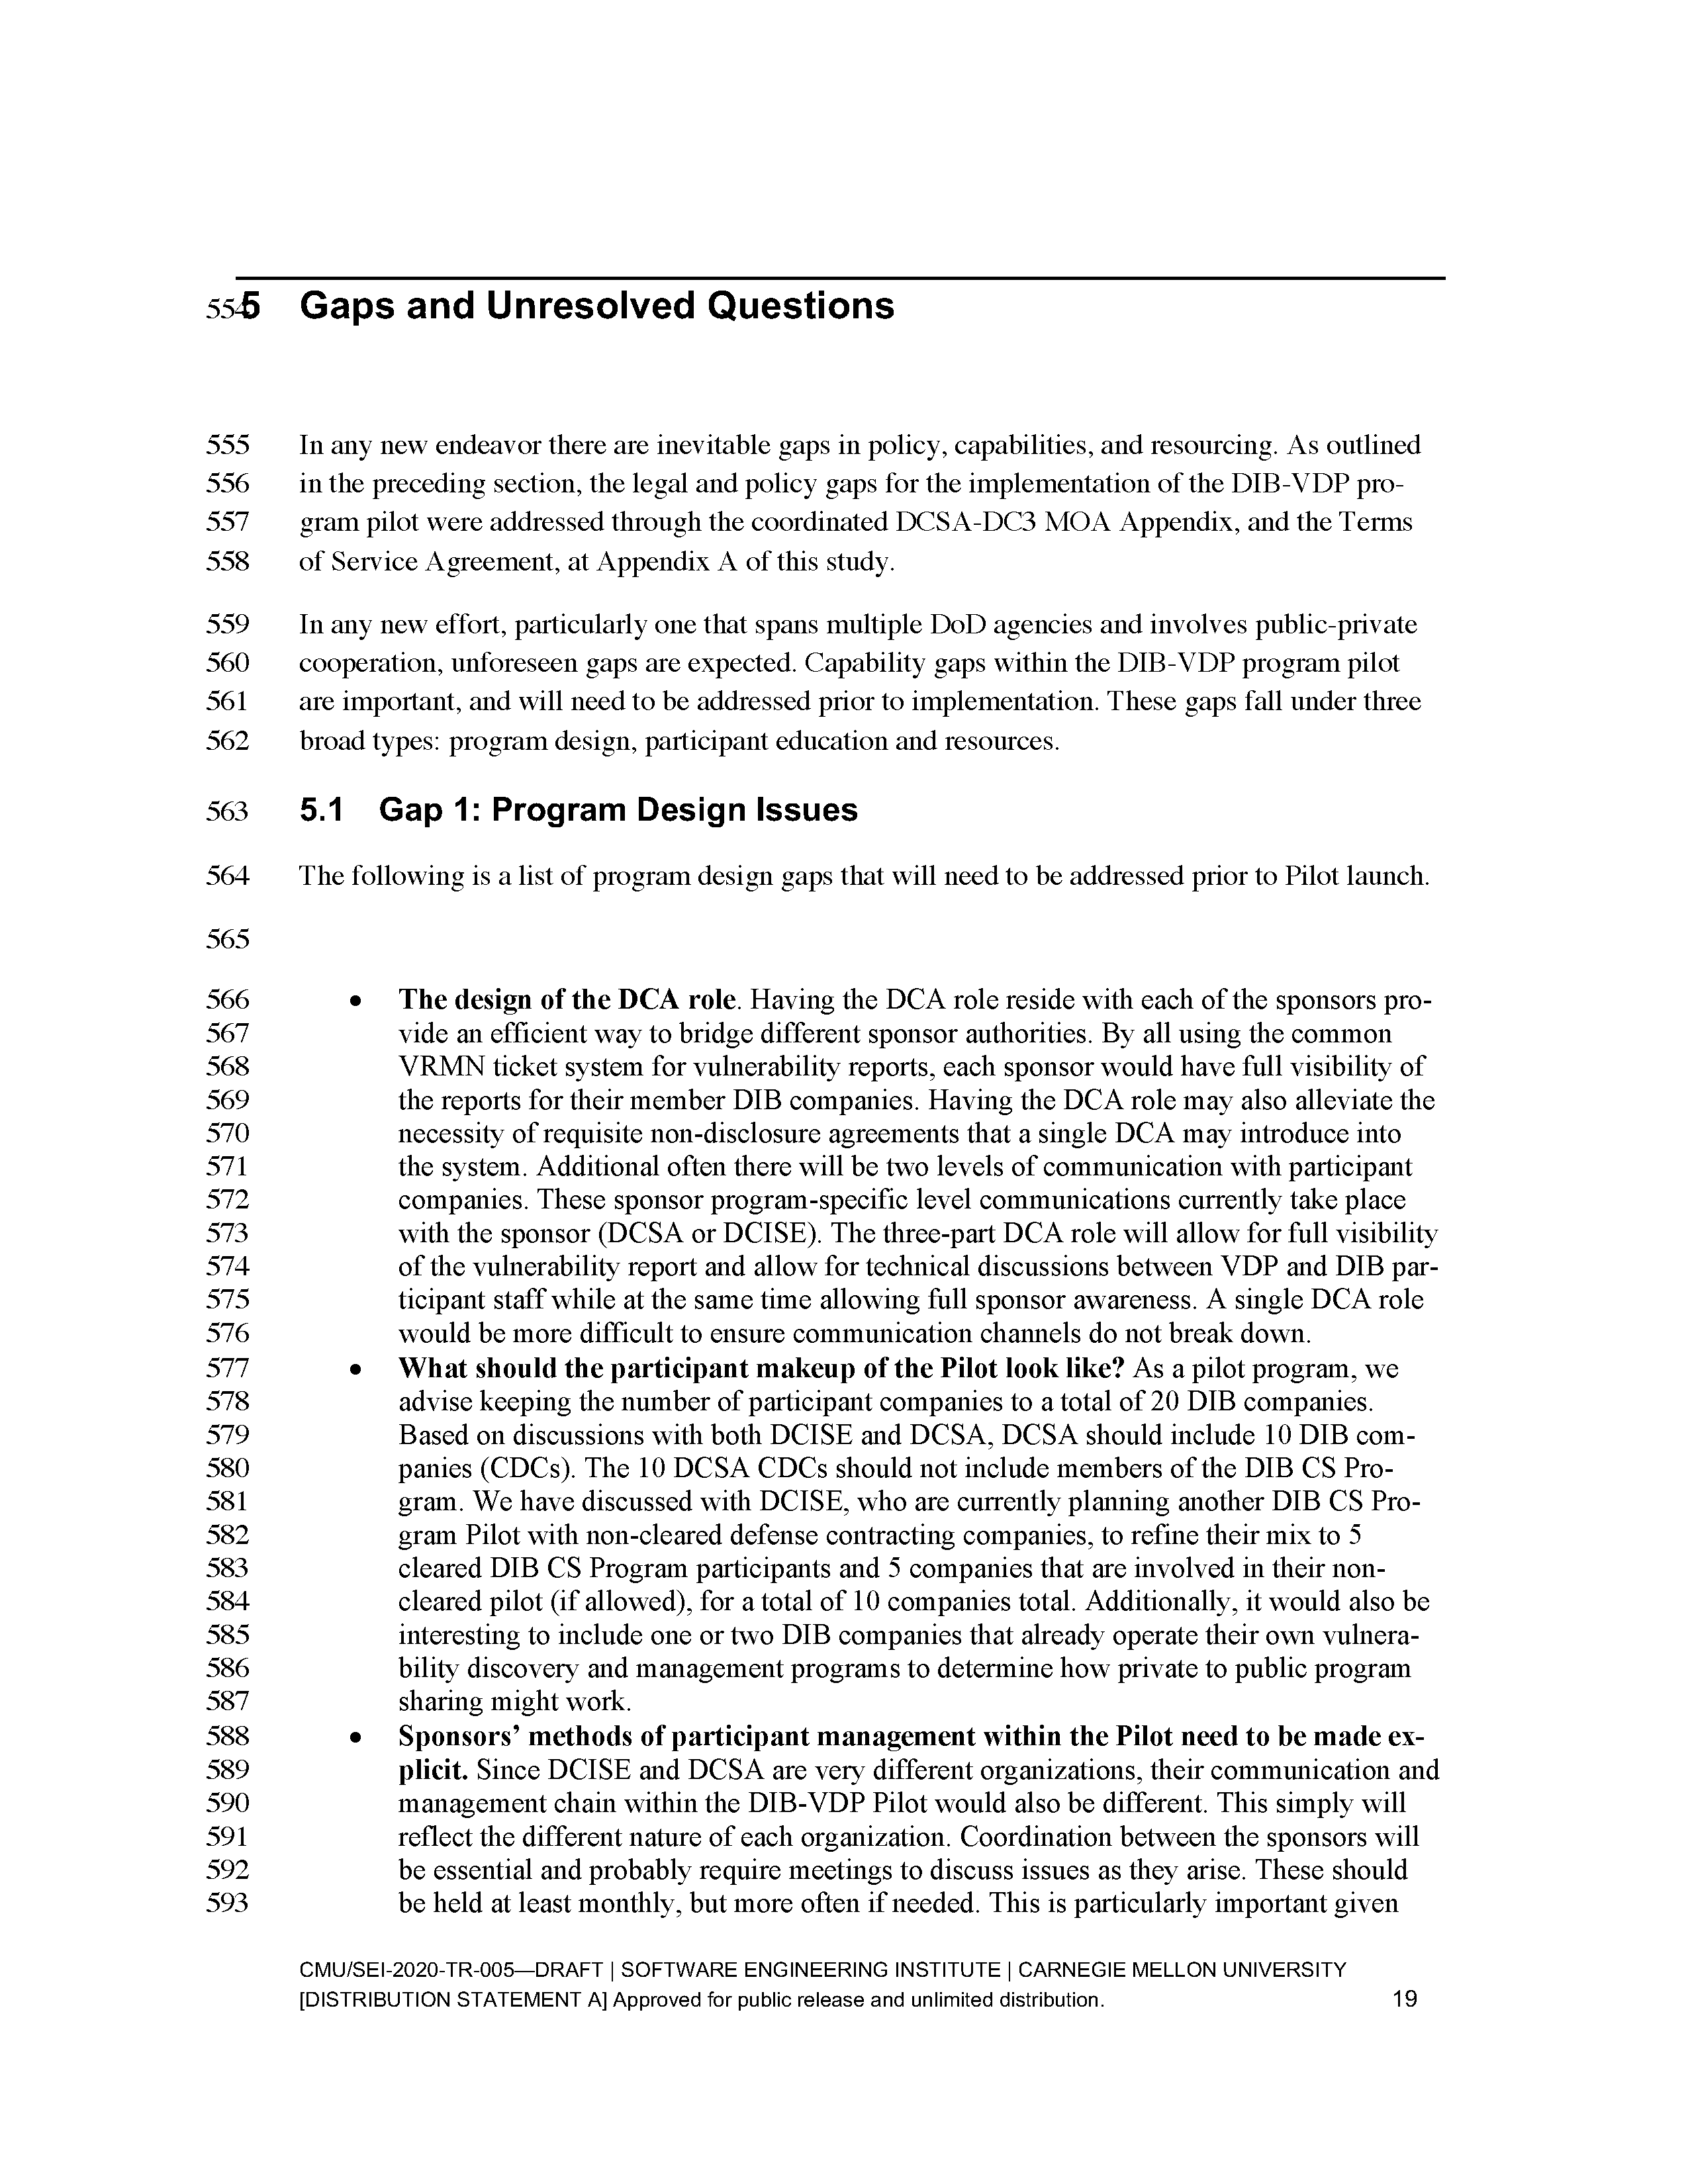 554 5 Gaps and Unresolved Questions
555 In any new endeavor there are inevitable gaps in policy, capabilities, and resourcing. As outlined
556 in the preceding section, the legal and policy gaps for the implementation of the DIB-VDP pro-
557 gram pilot were addressed through the coordinated DCSA-DC3 MOA Appendix, and the Terms
558 of Service Agreement, at Appendix A of this study.
559 In any new effort, particularly one that spans multiple DoD agencies and involves public-private
560 cooperation, unforeseen gaps are expected. Capability gaps within the DIB-VDP program pilot
561 are important, and will need to be addressed prior to implementation. These gaps fall under three
562 broad types: program design, participant education and resources.
563 5.1 Gap 1: Program Design Issues
564 The following is a list of program design gaps that will need to be addressed prior to Pilot launch.
565
566 • The design of the DCA role. Having the DCA role reside with each of the sponsors pro-
567 vide an efficient way to bridge different sponsor authorities. By all using the common
568 VRMN ticket system for vulnerability reports, each sponsor would have full visibility of
569 the reports for their member DIB companies. Having the DCA role may also alleviate the
570 necessity of requisite non-disclosure agreements that a single DCA may introduce into
571 the system. Additional often there will be two levels of communication with participant
572 companies. These sponsor program-specific level communications currently take place
573 with the sponsor (DCSA or DCISE). The three-part DCA role will allow for full visibility
574 of the vulnerability report and allow for technical discussions between VDP and DIB par-
575 ticipant staff while at the same time allowing full sponsor awareness. A single DCA role
576 would be more difficult to ensure communication channels do not break down.
577 • What should the participant makeup of the Pilot look like? As a pilot program, we
578 advise keeping the number of participant companies to a total of 20 DIB companies.
579 Based on discussions with both DCISE and DCSA, DCSA should include 10 DIB com-
580 panies (CDCs). The 10 DCSA CDCs should not include members of the DIB CS Pro-
581 gram. We have discussed with DCISE, who are currently planning another DIB CS Pro-
582 gram Pilot with non-cleared defense contracting companies, to refine their mix to 5
583 cleared DIB CS Program participants and 5 companies that are involved in their non-
584 cleared pilot (if allowed), for a total of 10 companies total. Additionally, it would also be
585 interesting to include one or two DIB companies that already operate their own vulnera-
586 bility discovery and management programs to determine how private to public program
587 sharing might work.
588 • Sponsors’ methods of participant management within the Pilot need to be made ex-
589 plicit. Since DCISE and DCSA are very different organizations, their communication and
590 management chain within the DIB-VDP Pilot would also be different. This simply will
591 reflect the different nature of each organization. Coordination between the sponsors will
592 be essential and probably require meetings to discuss issues as they arise. These should
593 be held at least monthly, but more often if needed. This is particularly important given
CMU/SEI-2020-TR-005—DRAFT | SOFTWARE ENGINEERING INSTITUTE | CARNEGIE MELLON UNIVERSITY
[DISTRIBUTION STATEMENT A] Approved for public release and unlimited distribution. 19